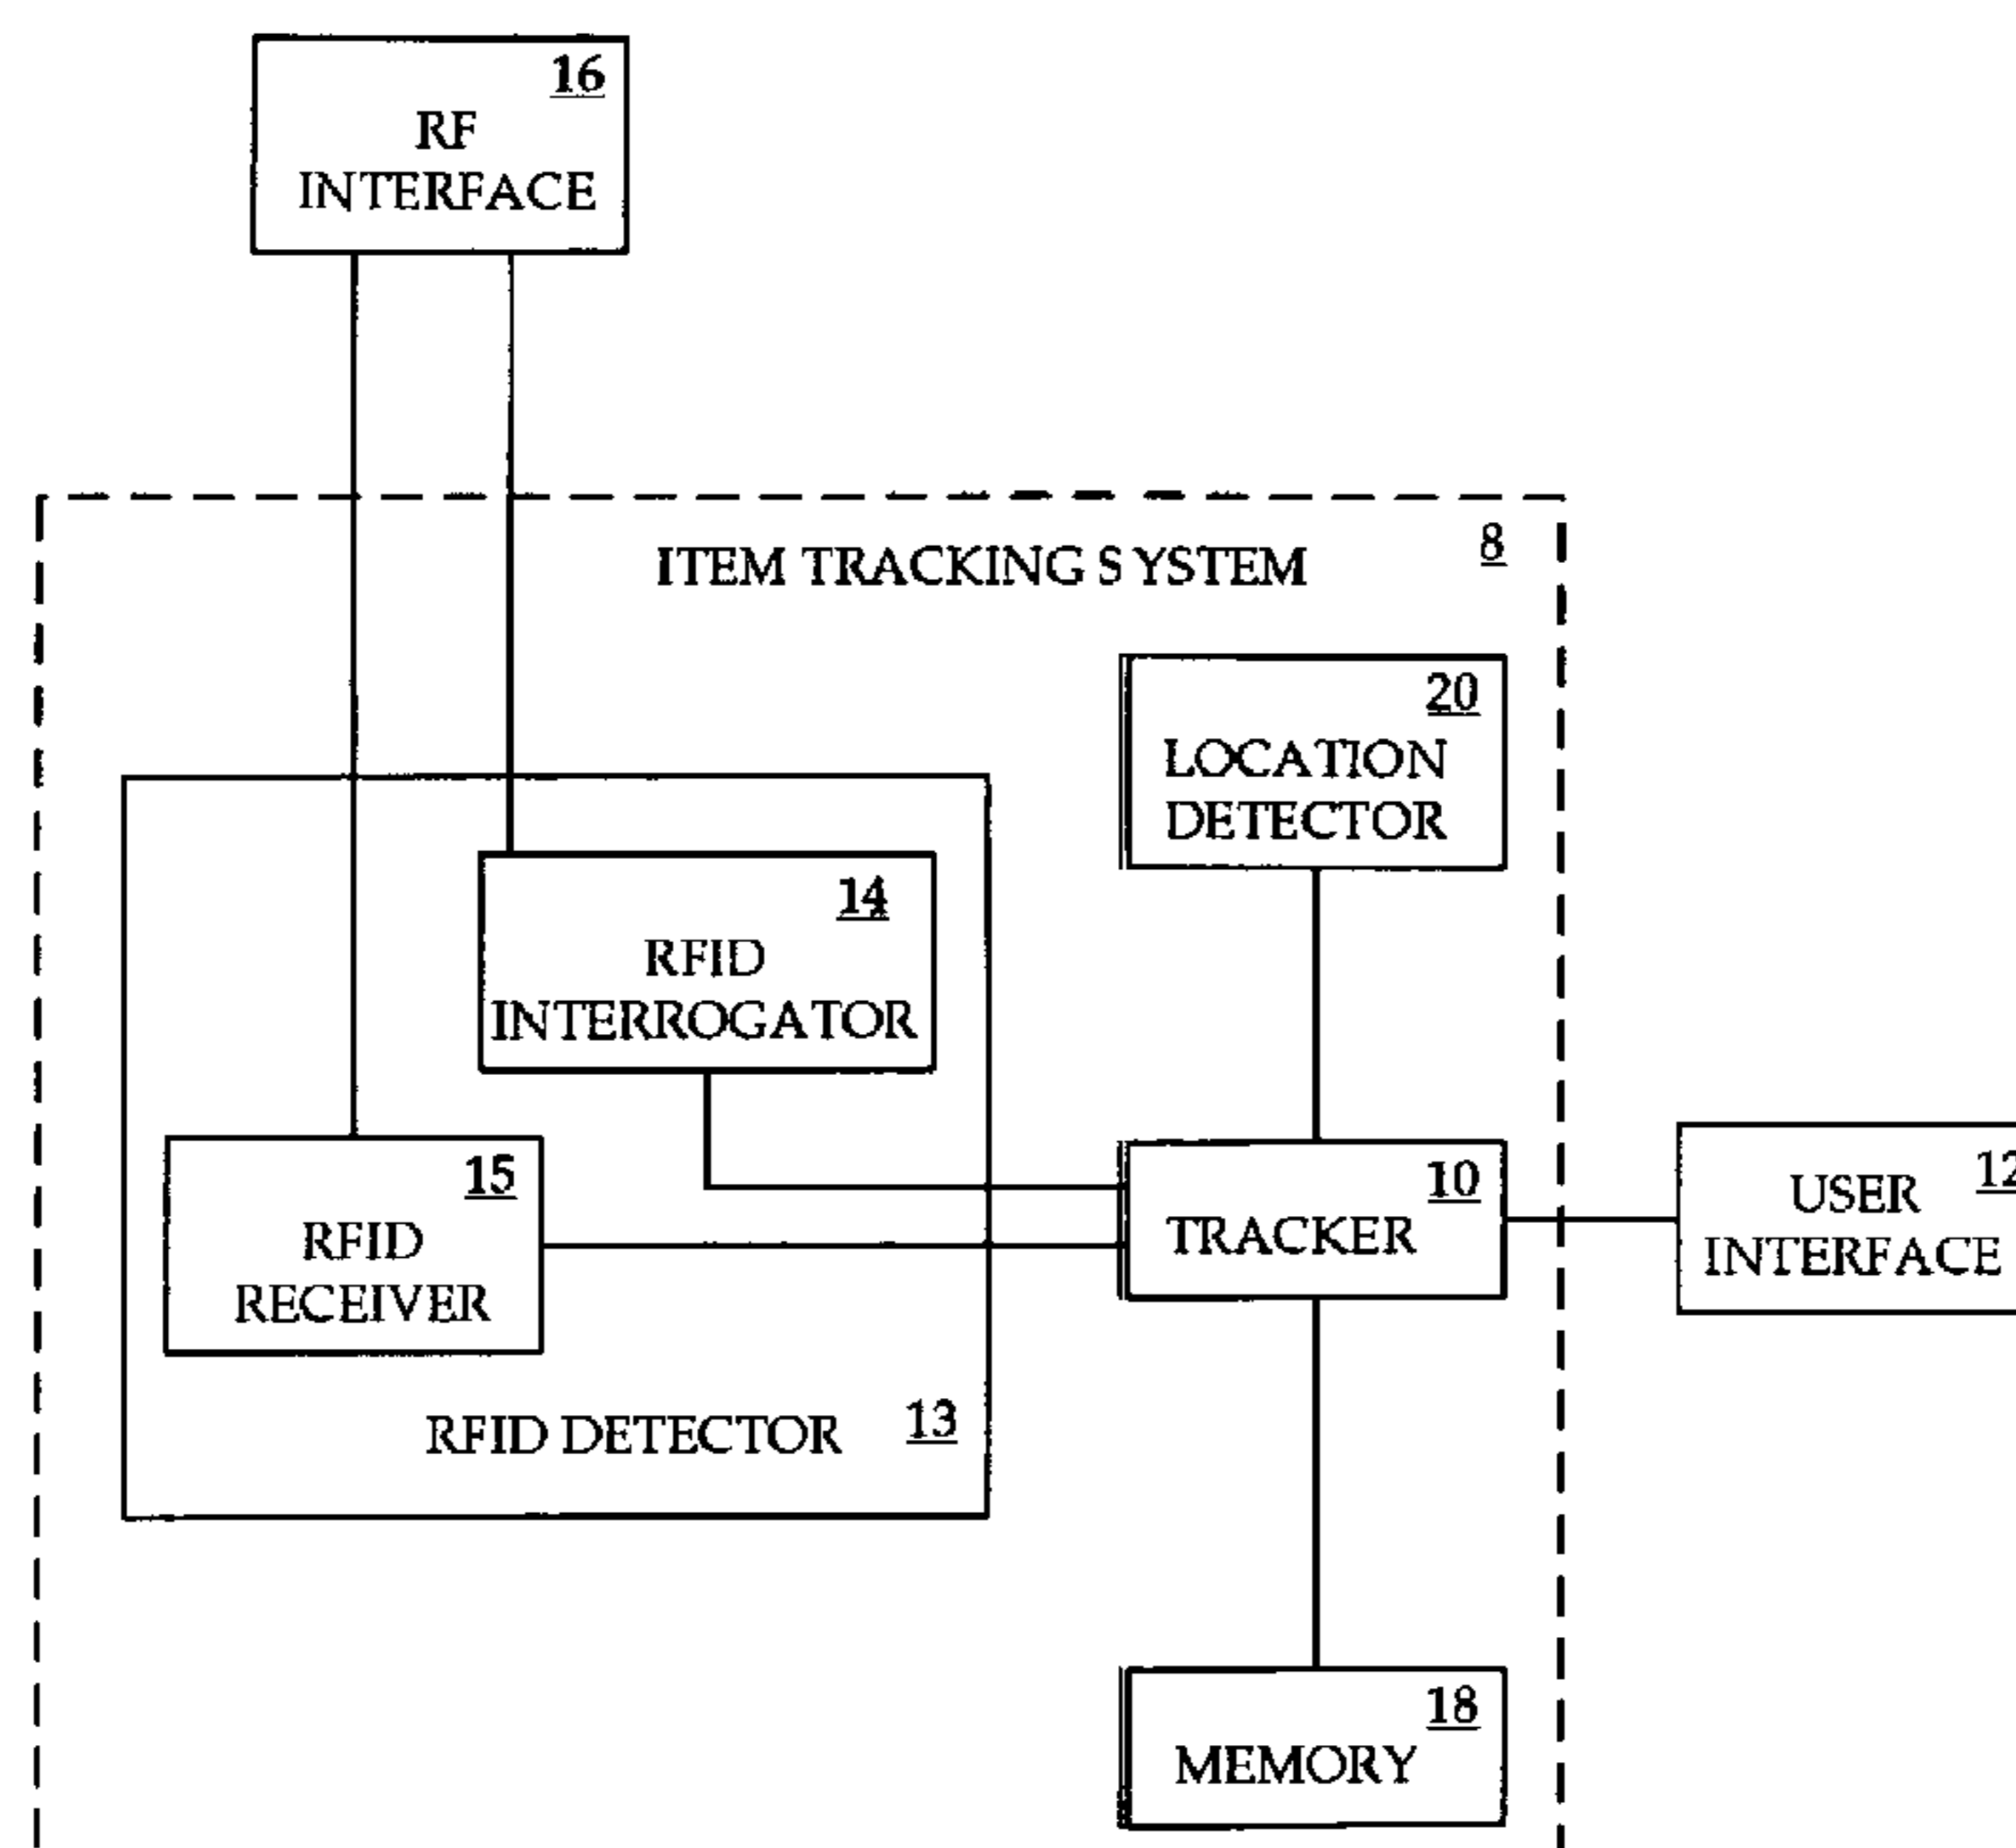 16
RF
INTERFACE
ITEM TRACKING SYSTEM
8
20
LOCATION
DETECTOR
14
RFID
INTERROGATOR
15
RFID
RECEIVER
10
TRACKER
12
USER
INTERFACE
RFID DETECTOR
13
18
MEMORY